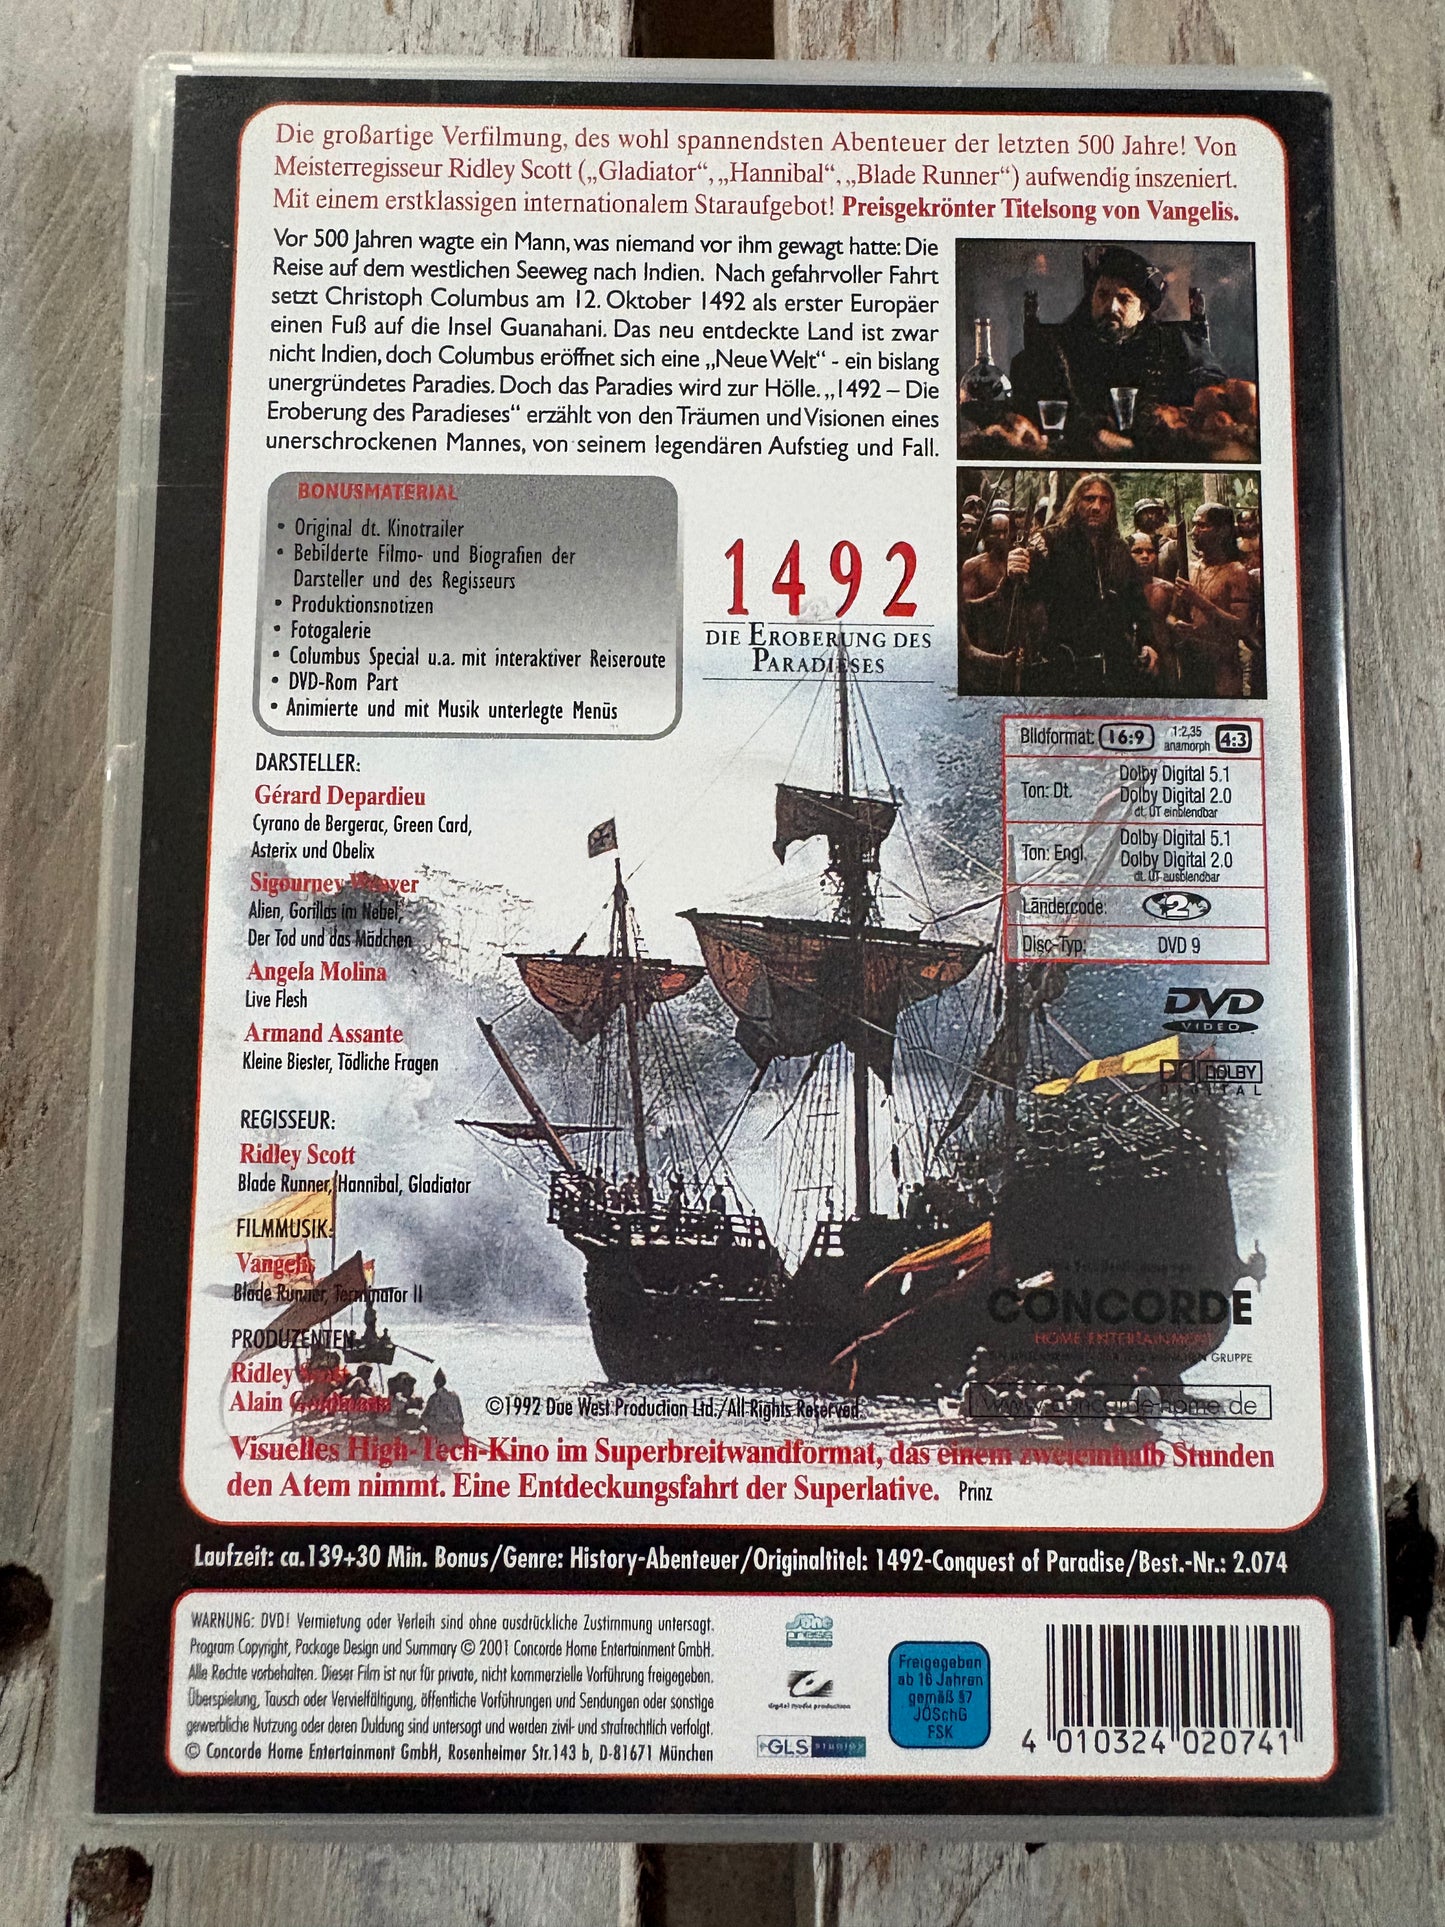 Die großartige Verfilmung, des wohl spannendsten Abenteuer der letzten 500 Jahre! Von
Meisterregisseur Ridley Scott („Gladiator“, „Hannibal“, „Blade Runner“) aufwendig inszeniert.
Mit einem erstklassigen internationalem Staraufgebot! Preisgekrönter Titelsong von Vangelis.
Vor 500 Jahren wagte ein Mann, was niemand vor ihm gewagt hatte: Die
Reise auf dem westlichen Seeweg nach Indien. Nach gefahrvoller Fahrt
setzt Christoph Columbus am 12. Oktober 1492 als erster Europäer
einen Fuß auf die Insel Guanahani. Das neu entdeckte Land ist zwar
nicht Indien, doch Columbus eröffnet sich eine „Neue Welt“ - ein bislang
unergründetes Paradies. Doch das Paradies wird zur Hölle. „1492 – Die
Eroberung des Paradieses“ erzählt von den Träumen und Visionen eines
unerschrockenen Mannes, von seinem legendären Aufstieg und Fall.
BONUSMATERIAL
• Original dt. Kinotrailer
• Bebilderte Filmo- und Biografien der
Darsteller und des Regisseurs
• Produktionsnotizen
• Fotogalerie
• Columbus Special u.a. mit interaktiver Reiseroute
• DVD-Rom Part
• Animierte und mit Musik unterlegte Menüs
1492
DIE EROBERUNG DES
PARADIESES
DARSTELLER:
Gérard Depardieu
Cyrano de Bergerac, Green Card,
Asterix und Obelix
Sigourney Weaver
Alien, Gorillas im Nebel,
Der Tod und das Mädchen
Angela Molina
Live Flesh
Armand Assante
Kleine Biester, Tödliche Fragen
REGISSEUR:
Ridley Scott
Blade Runner, Hannibal, Gladiator
FILMMUSIK:
Vangelis
Blade Runner, Terminator II
PRODUZENTEN:
Ridley Scott
Alain Goldmann
Bildformat: 16:9 1:2,35 anamorph 4:3
Ton: Dt. Dolby Digital 5.1
Dolby Digital 2.0
dt. UT einblendbar
Ton: Engl. Dolby Digital 5.1
Dolby Digital 2.0
dt. UT ausblendbar
Ländercode: 2
Disc-Typ: DVD 9
DVD
VIDEO
DOLBY
DIGITAL
CONCORDE
HOME ENTERTAINMENT
GRUPPE
www.concorde-home.de
©1992 Due West Production Ltd./All Rights Reserved.
Visuelles High-Tech-Kino im Superbreitwandformat, das einem zweieinhalb Stunden
den Atem nimmt. Eine Entdeckungsfahrt der Superlative. Prinz
Laufzeit: ca.139+30 Min. Bonus/Genre: History-Abenteuer/Originaltitel: 1492-Conquest of Paradise/Best.-Nr.: 2.074
WARNUNG: DVD! Vermietung oder Verleih sind ohne ausdrückliche Zustimmung untersagt.
Program Copyright, Package Design und Summary © 2001 Concorde Home Entertainment GmbH.
Alle Rechte vorbehalten. Dieser Film ist nur für private, nicht kommerzielle Vorführung freigegeben.
Überspielung, Tausch oder Vervielfältigung, öffentliche Vorführungen und Sendungen oder sonstige
gewerbliche Nutzung oder deren Duldung sind untersagt und werden zivil- und strafrechtlich verfolgt.
© Concorde Home Entertainment GmbH, Rosenheimer Str.143 b, D-81671 München
digital media production
GLS studios
Freigegeben
ab 16 Jahren
gemäß §7
JÖSchG
FSK
4 010324 020741